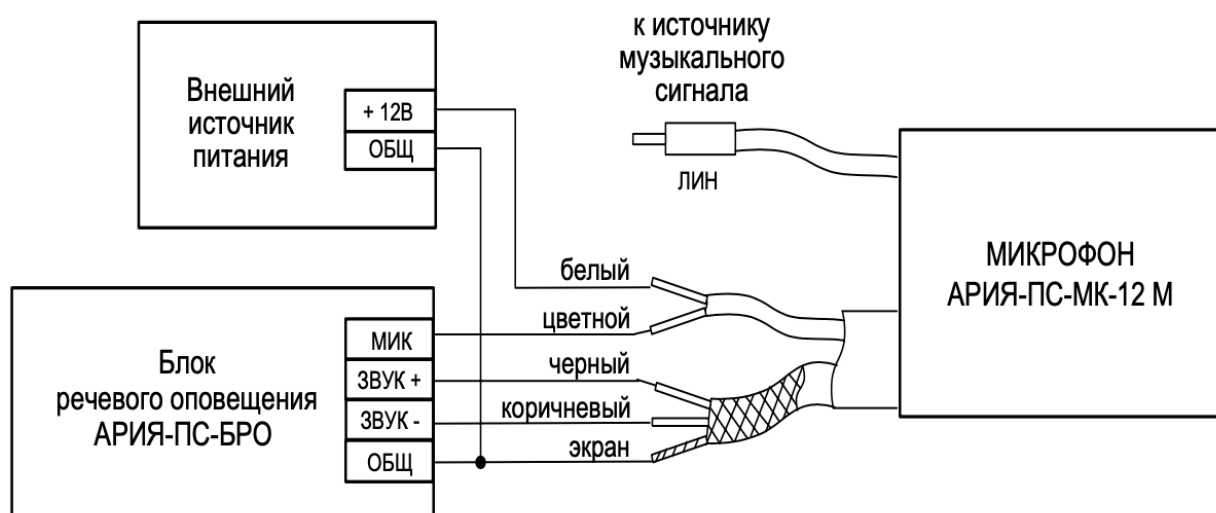 к источнику
музыкального
сигнала
Внешний
источник
питания
+ 12В
ОБЩ
ЛИН
МИКРОФОН
АРИЯ-ПС-МК-12 М
белый
цветной
черный
коричневый
экран
Блок
речевого оповещения
АРИЯ-ПС-БРО
МИК
ЗВУК +
ЗВУК -
ОБЩ